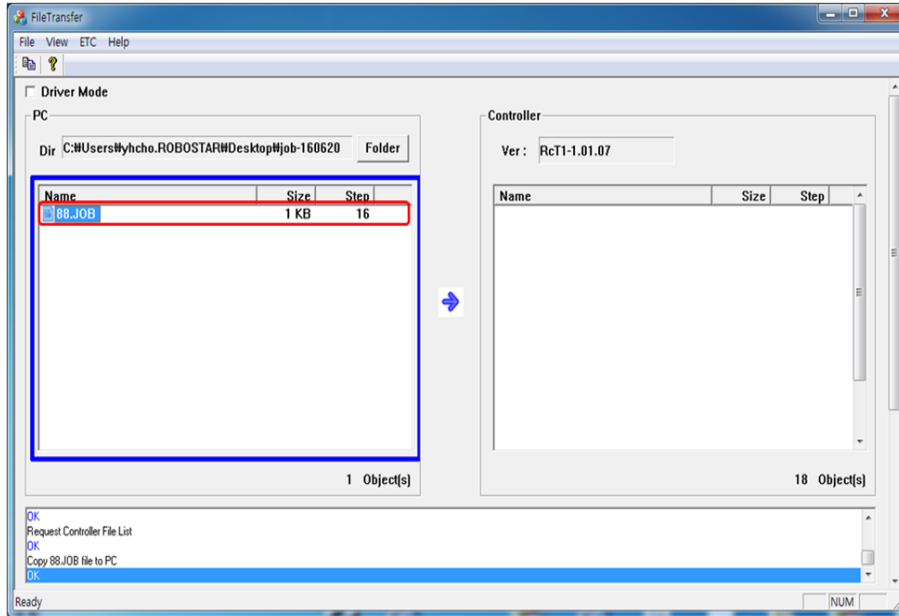 FileTransfer
File View ETC Help
Driver Mode
PC
Dir C:₩Users₩yhcho.ROBOSTAR₩Desktop₩job-160620 Folder
Name Size Step
88.JOB 1 KB 16
1 Object(s)
Controller
Ver : RcT1-1.01.07
Name Size Step
18 Object(s)
OK
Request Controller File List
OK
Copy 88.JOB file to PC
OK
Ready NUM